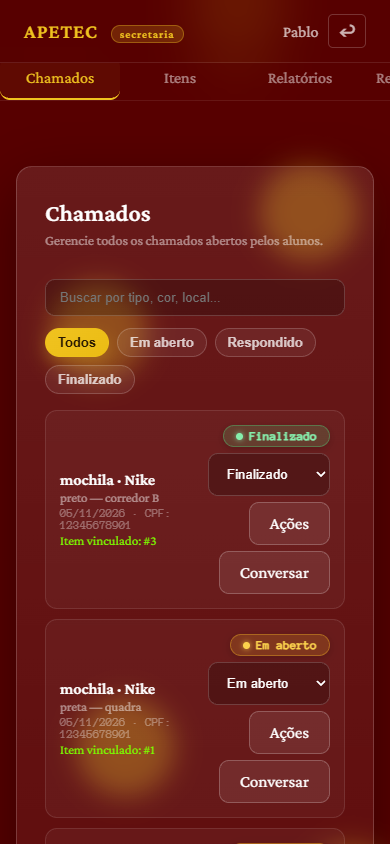 APETEC secretaria Pablo
Chamados Itens Relatórios Re
Chamados
Gerencie todos os chamados abertos pelos alunos.
Buscar por tipo, cor, local...
Todos Em aberto Respondido
Finalizado
Finalizado
mochila · Nike
preto — corredor B
05/11/2026 · CPF:
12345678901
Item vinculado: #3
Finalizado
Ações
Conversar
Em aberto
mochila · Nike
preta — quadra
05/11/2026 · CPF:
12345678901
Item vinculado: #1
Em aberto
Ações
Conversar